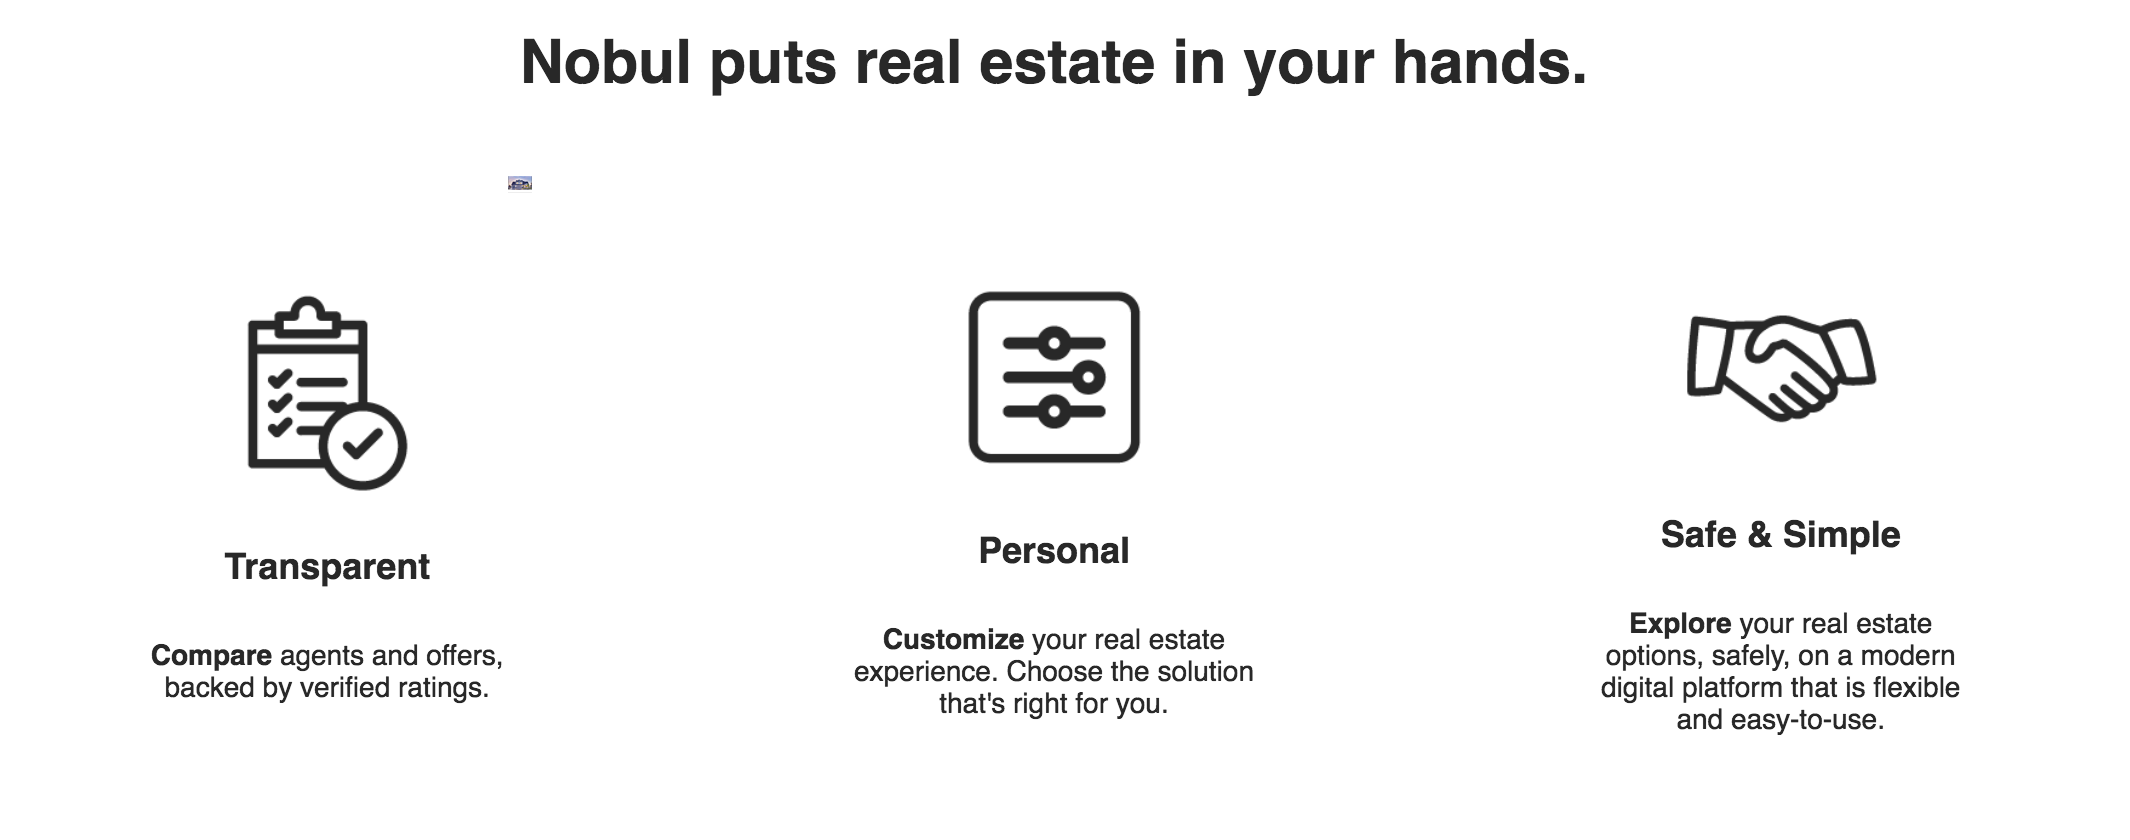 Nobul puts real estate in your hands.
Transparent
Compare agents and offers,
backed by verified ratings.
Personal
Customize your real estate
experience. Choose the solution
that's right for you.
Safe & Simple
Explore your real estate
options, safely, on a modern
digital platform that is flexible
and easy-to-use.